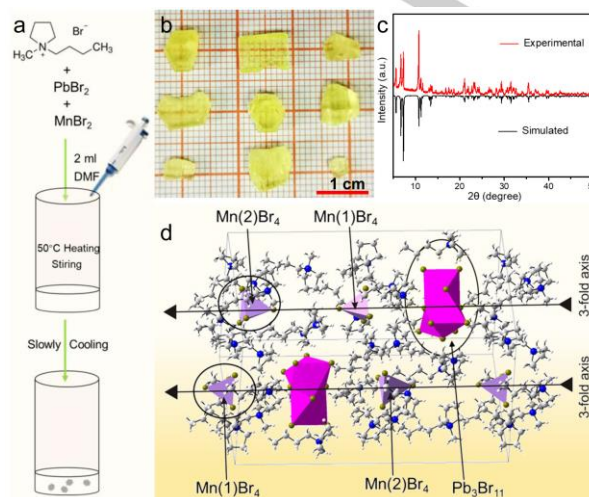 a
Br⁻
H₃C
N
+
+
PbBr₂
+
MnBr₂
2 ml
DMF
50°C Heating
Stiring
Slowly
Cooling
b
1 cm
c
Intensity (a.u.)
Experimental
Simulated
10
20
30
40
50
2θ (degree)
d
Mn(2)Br₄
Mn(1)Br₄
3-fold axis
3-fold axis
Mn(1)Br₄
Mn(2)Br₄
Pb₃Br₁₁